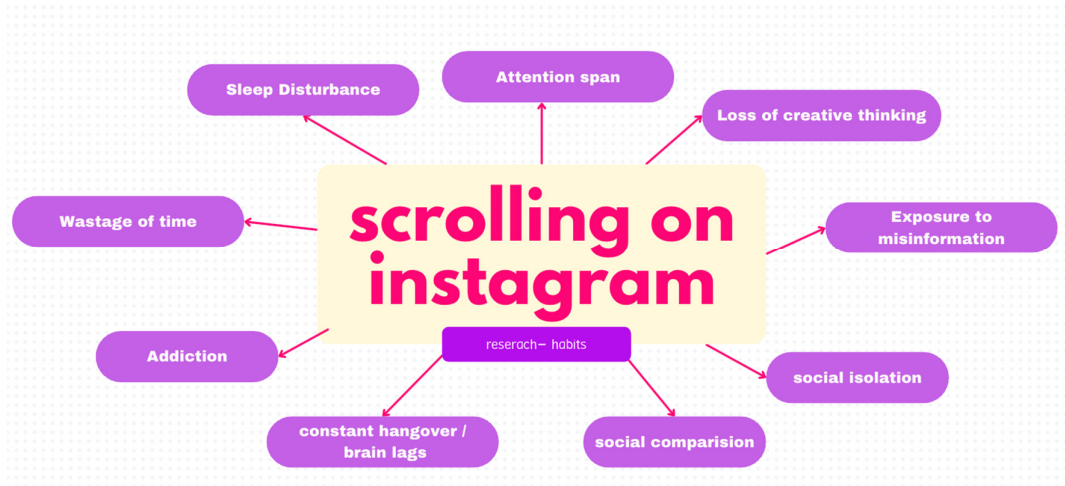 Attention span
Sleep Disturbance
Loss of creative thinking
scrolling on
instagram
Wastage of time
Exposure to
misinformation
reserach– habits
Addiction
social isolation
constant hangover /
brain lags
social comparision